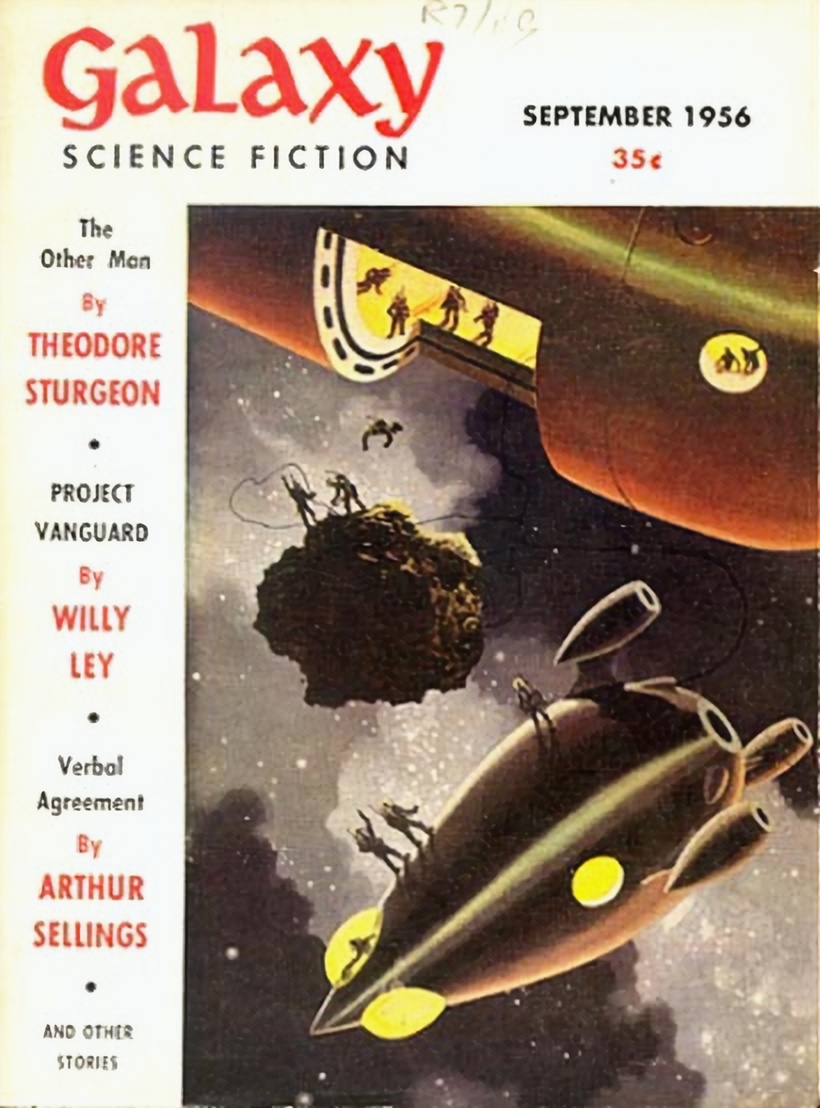 Galaxy
SCIENCE FICTION
SEPTEMBER 1956
35¢
The
Other Man
By
THEODORE
STURGEON
•
PROJECT
VANGUARD
By
WILLY
LEY
•
Verbal
Agreement
By
ARTHUR
SELLINGS
•
AND OTHER
STORIES